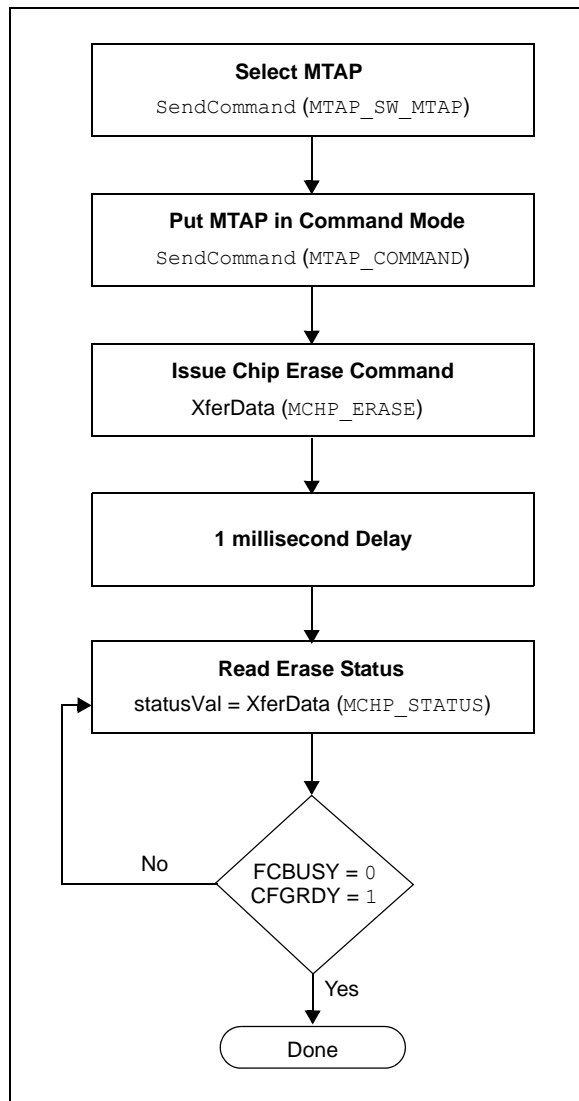 Select MTAP
SendCommand (MTAP_SW_MTAP)
Put MTAP in Command Mode
SendCommand (MTAP_COMMAND)
Issue Chip Erase Command
XferData (MCHP_ERASE)
1 millisecond Delay
Read Erase Status
statusVal = XferData (MCHP_STATUS)
No
FCBUSY = 0
CFGRDY = 1
Yes
Done